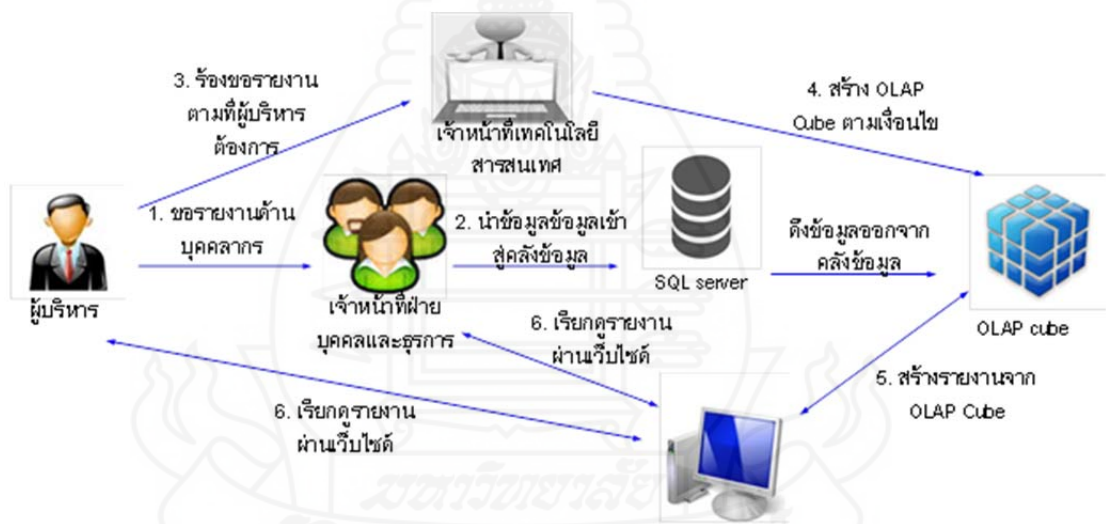 3. ร้องขอรายงาน
ตามที่ผู้บริหาร
ต้องการ
เจ้าหน้าที่เทคโนโลยี
สารสนเทศ
4. สร้าง OLAP
Cube ตามเงื่อนไข
1. ขอรายงานด้าน
บุคคลากร
2. นำข้อมูลข้อมูลเข้า
สู่คลังข้อมูล
ดึงข้อมูลออกจาก
คลังข้อมูล
SQL server
ผู้บริหาร
เจ้าหน้าที่ฝ่าย
บุคคลและธุรการ
OLAP cube
6. เรียกดูรายงาน
ผ่านเว็บไซต์
5. สร้างรายงานจาก
OLAP Cube
6. เรียกดูรายงาน
ผ่านเว็บไซต์
มหาวิทยาลัย